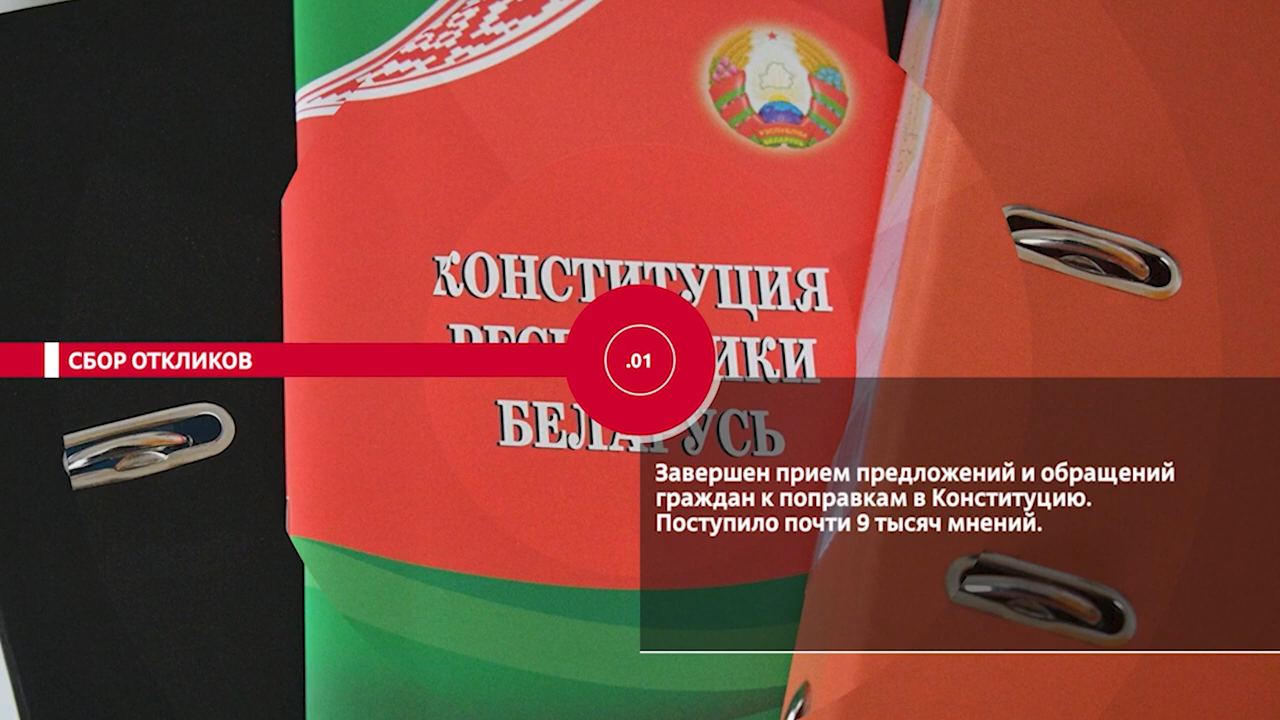 КОНСТИТУЦИЯ
БЕЛАРУСЬ
СБОР ОТКЛИКОВ
.01
Завершен прием предложений и обращений
граждан к поправкам в Конституцию.
Поступило почти 9 тысяч мнений.